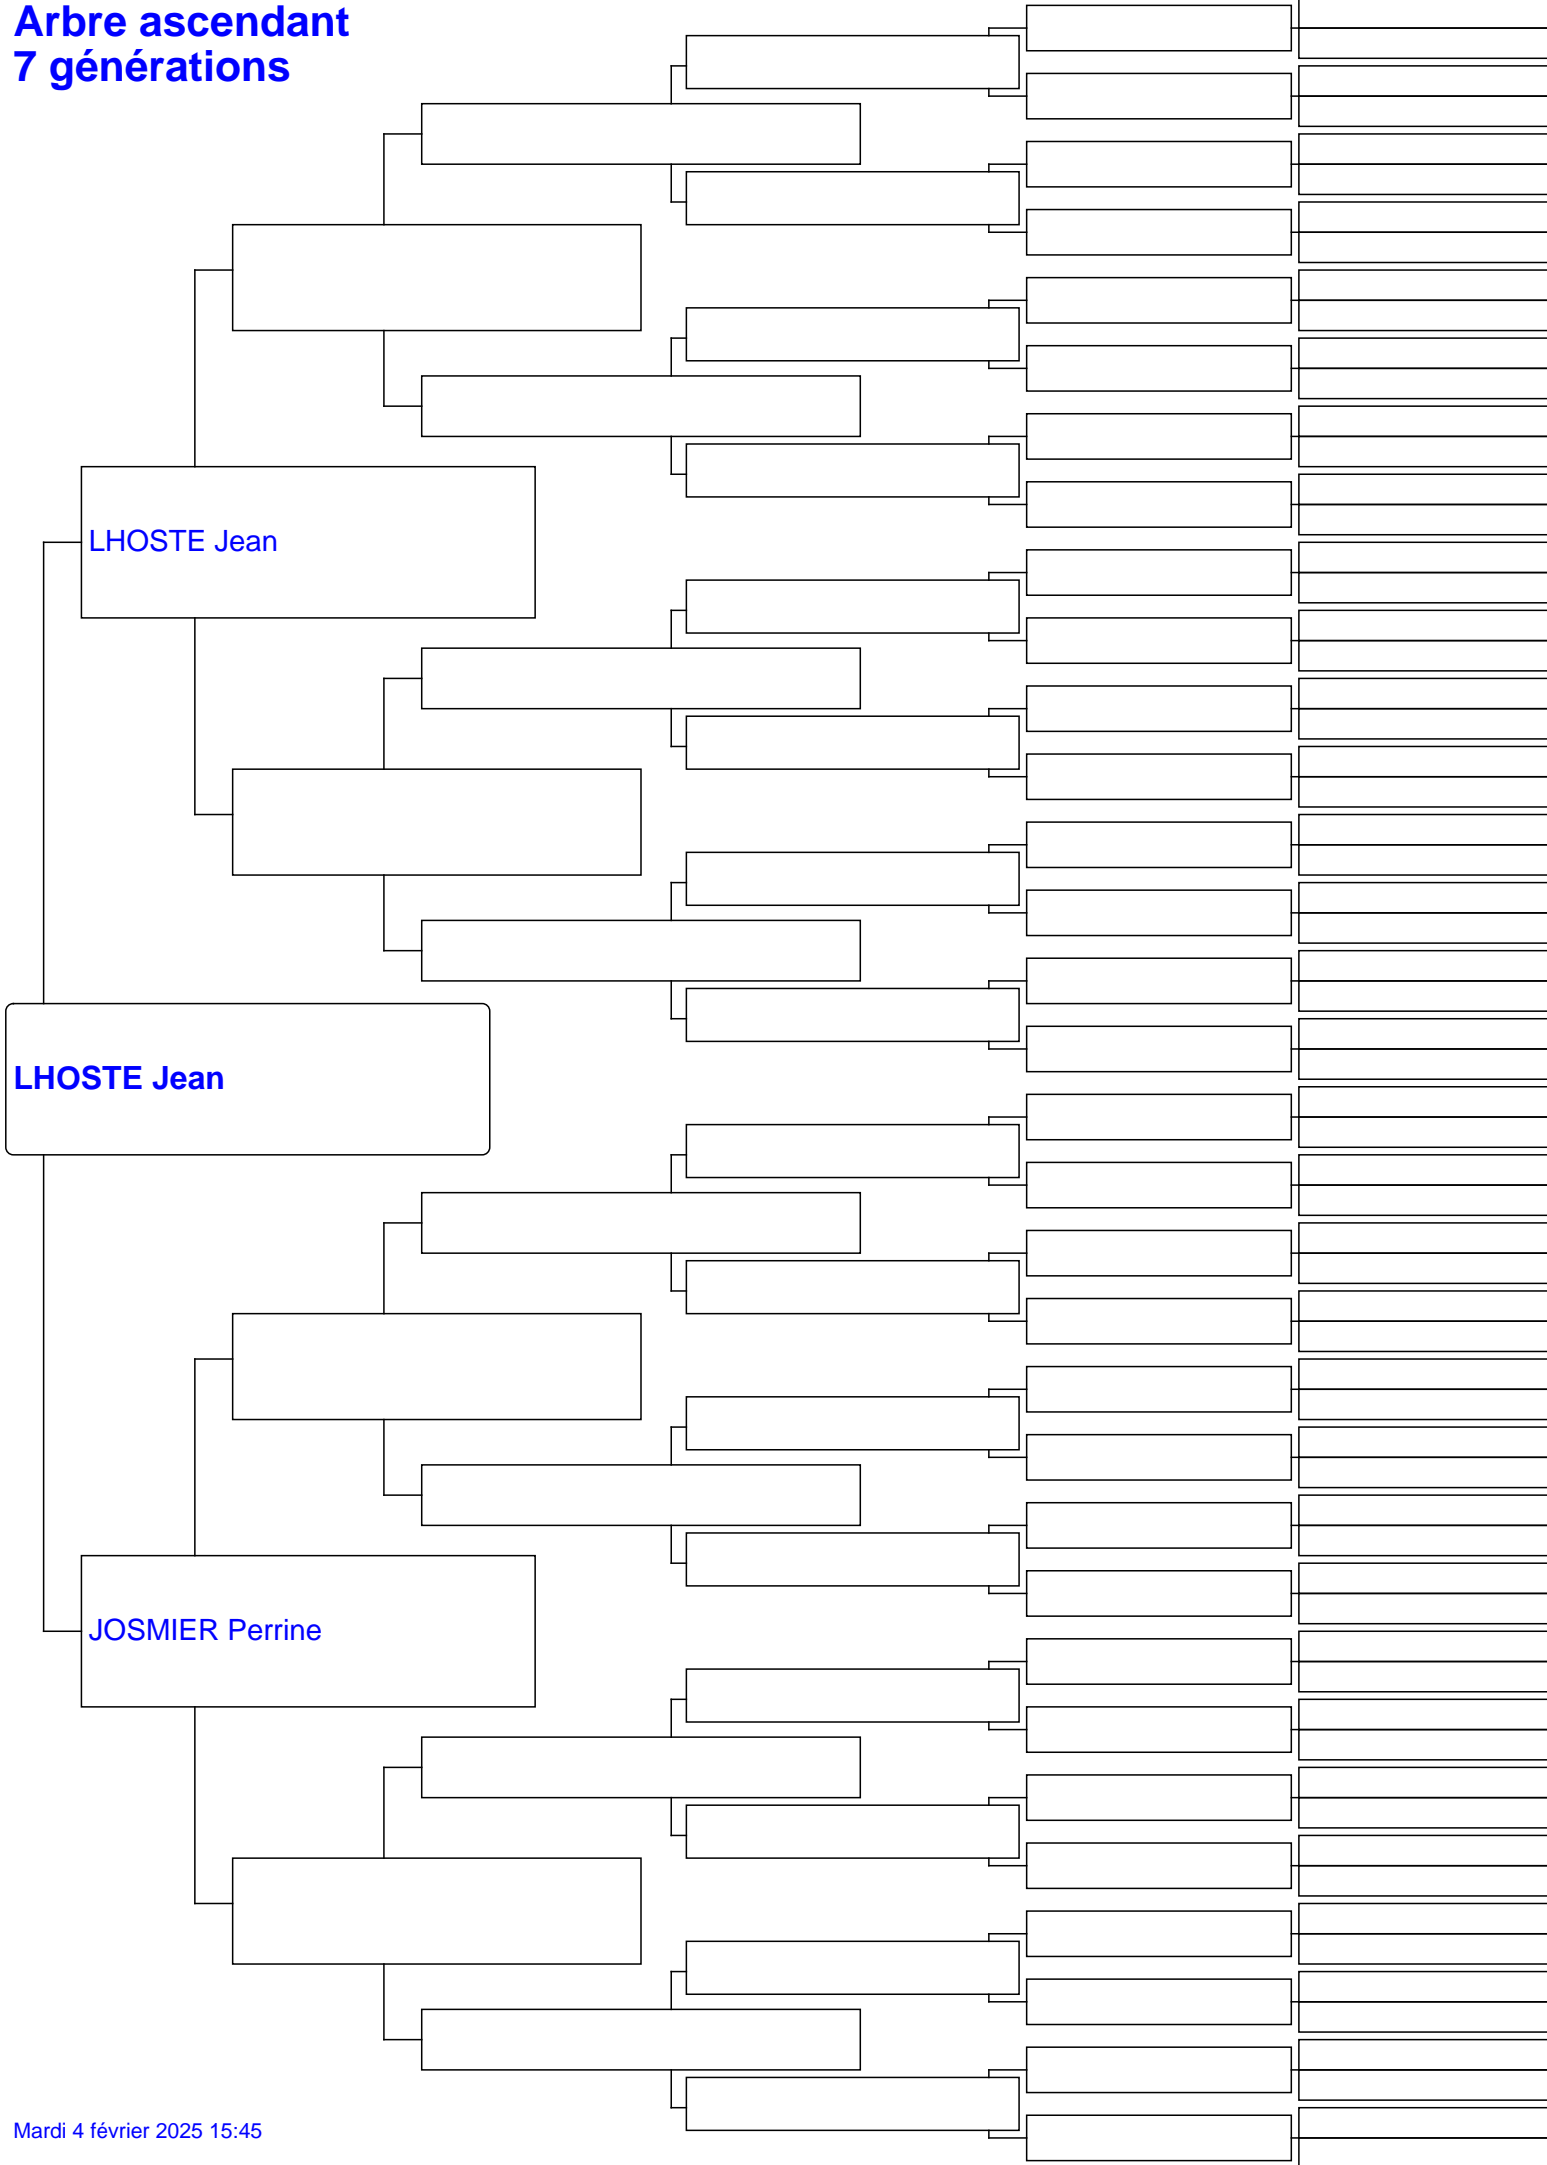 Arbre ascendant
7 générations
LHOSTE Jean
LHOSTE Jean
JOSMIER Perrine
Mardi 4 février 2025 15:45